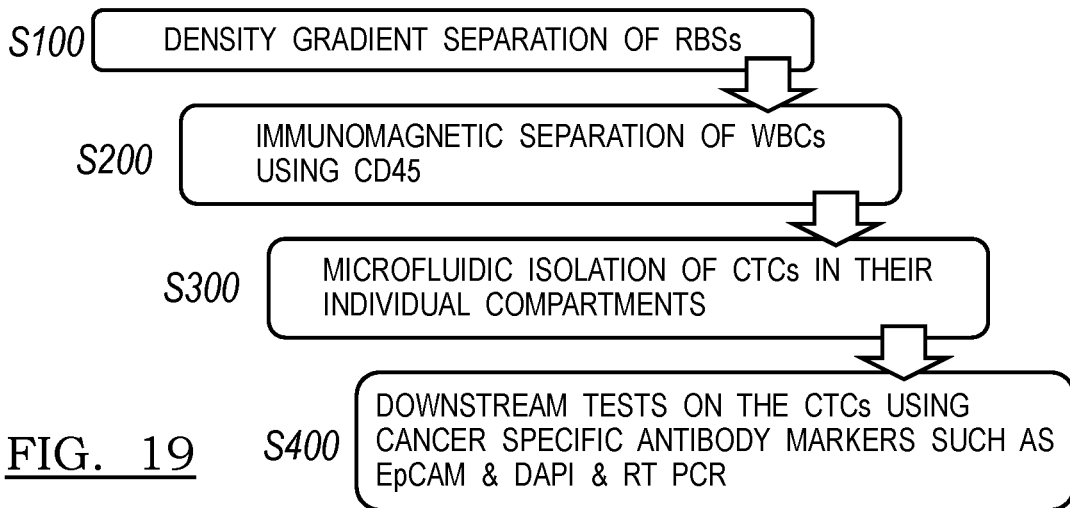 S100 DENSITY GRADIENT SEPARATION OF RBSs
IMMUNOMAGNETIC SEPARATION OF WBCs
S200
USING CD45
MICROFLUIDIC ISOLATION OF CTCs IN THEIR
S300
INDIVIDUAL COMPARTMENTS
DOWNSTREAM TESTS ON THE CTCs USING
S400 CANCER SPECIFIC ANTIBODY MARKERS SUCH AS
EpCAM & DAPI & RT PCR
FIG. 19